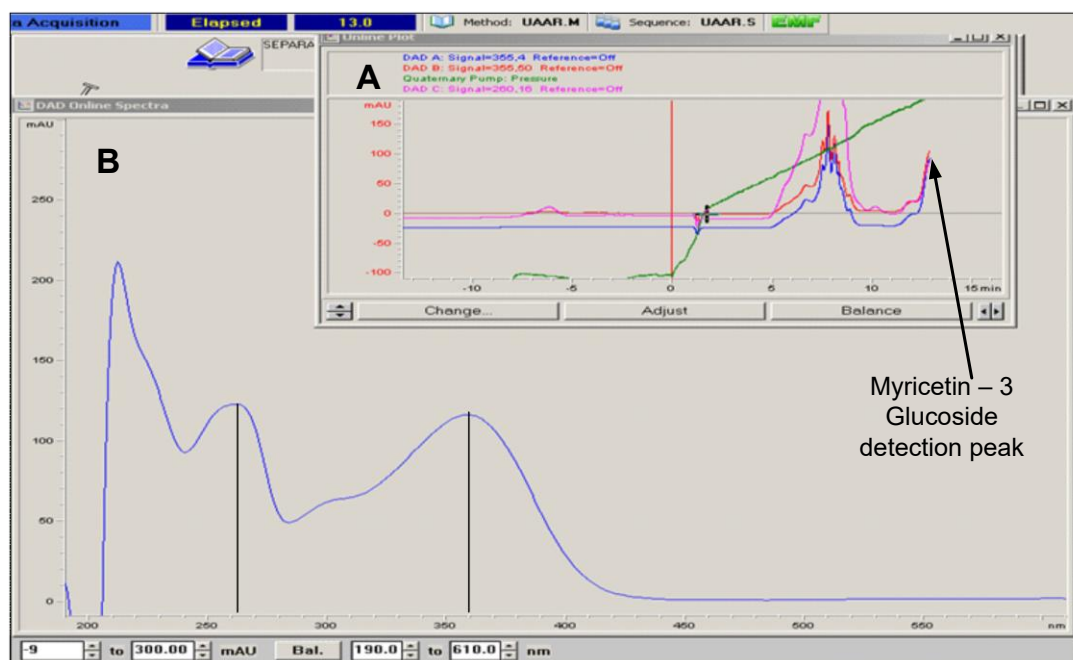 n Acquisition Elapsed 13.0 Method: UAAR.M Sequence: UAAR.S EMF
SEPARA
Online Plot
A
DAD A: Signal=355,4 Reference=Off
DAD B: Signal=355,50 Reference=Off
Quaternary Pump: Pressure
DAD C: Signal=260,16 Reference=Off
mAU
150
100
50
0
-50
-100
-10 -5 0 5 10 15 min
Change... Adjust Balance
DAD Online Spectra
mAU
B
250
200
150
100
50
0
200 250 300 350 400 450 500 550 nm
Myricetin – 3
Glucoside
detection peak
-9 to 300.00 mAU Bal. 190.0 to 610.0 nm